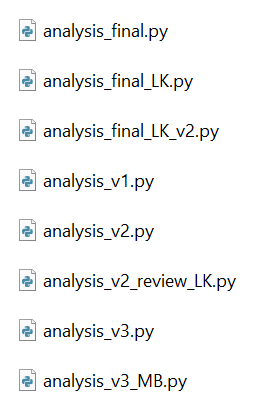 analysis_final.py
analysis_final_LK.py
analysis_final_LK_v2.py
analysis_v1.py
analysis_v2.py
analysis_v2_review_LK.py
analysis_v3.py
analysis_v3_MB.py